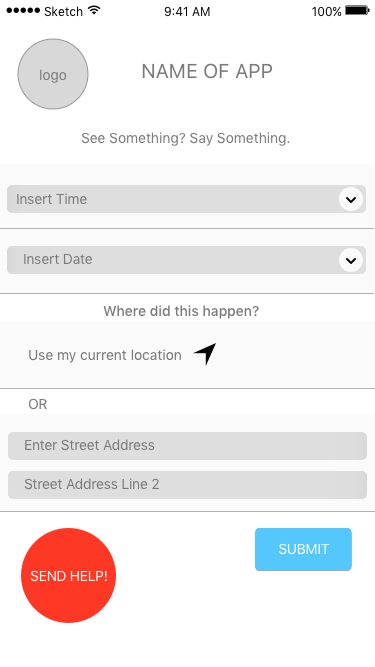 Sketch 9:41 AM 100%
logo
NAME OF APP
See Something? Say Something.
Insert Time
Insert Date
Where did this happen?
Use my current location
OR
Enter Street Address
Street Address Line 2
SEND HELP!
SUBMIT